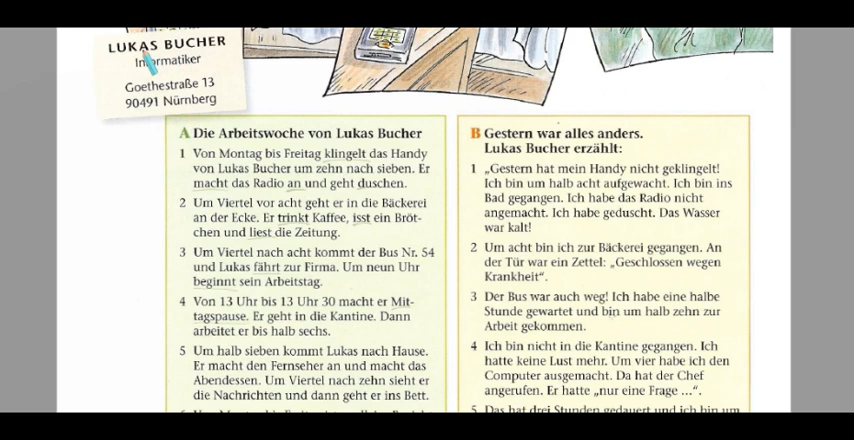 LUKAS BUCHER
Informatiker
Goethestraße 13
90491 Nürnberg
A Die Arbeitswoche von Lukas Bucher
1 Von Montag bis Freitag klingelt das Handy
von Lukas Bucher um zehn nach sieben. Er
macht das Radio an und geht duschen.
2 Um Viertel vor acht geht er in die Bäckerei
an der Ecke. Er trinkt Kaffee, isst ein Bröt-
chen und liest die Zeitung.
3 Um Viertel nach acht kommt der Bus Nr. 54
und Lukas fährt zur Firma. Um neun Uhr
beginnt sein Arbeitstag.
4 Von 13 Uhr bis 13 Uhr 30 macht er Mit-
tagspause. Er geht in die Kantine. Dann
arbeitet er bis halb sechs.
5 Um halb sieben kommt Lukas nach Hause.
Er macht den Fernseher an und macht das
Abendessen. Um Viertel nach zehn sieht er
die Nachrichten und dann geht er ins Bett.
B Gestern war alles anders.
Lukas Bucher erzählt:
1 „Gestern hat mein Handy nicht geklingelt!
Ich bin um halb acht aufgewacht. Ich bin ins
Bad gegangen. Ich habe das Radio nicht
angemacht. Ich habe geduscht. Das Wasser
war kalt!
2 Um acht bin ich zur Bäckerei gegangen. An
der Tür war ein Zettel: „Geschlossen wegen
Krankheit“.
3 Der Bus war auch weg! Ich habe eine halbe
Stunde gewartet und bin um halb zehn zur
Arbeit gekommen.
4 Ich bin nicht in die Kantine gegangen. Ich
hatte keine Lust mehr. Um vier habe ich den
Computer ausgemacht. Da hat der Chef
angerufen. Er hatte „nur eine Frage ...“.
5 Das hat drei Stunden gedauert und ich bin um